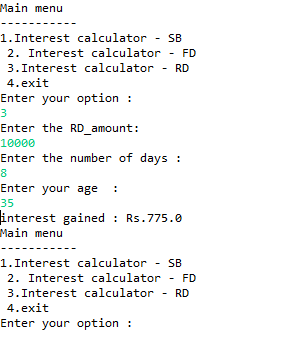 Main menu
-----------
1.Interest calculator - SB
 2. Interest calculator - FD
 3.Interest calculator - RD
 4.exit
Enter your option :
3
Enter the RD_amount:
10000
Enter the number of days :
8
Enter your age  :
35
interest gained : Rs.775.0
Main menu
-----------
1.Interest calculator - SB
 2. Interest calculator - FD
 3.Interest calculator - RD
 4.exit
Enter your option :